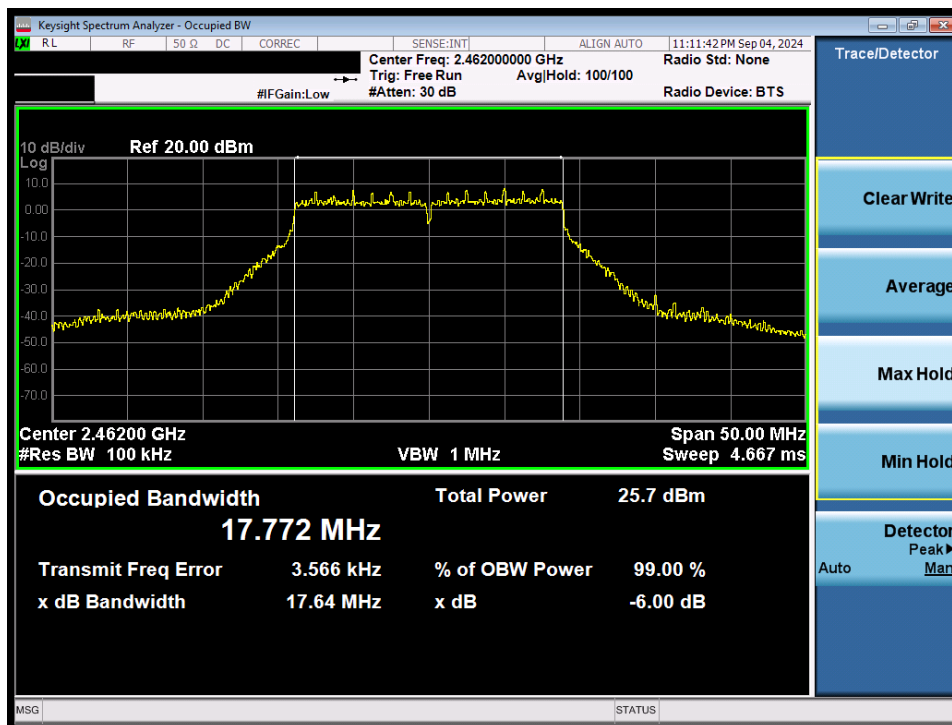 Keysight Spectrum Analyzer - Occupied BW
LXI RL RF 50 Ω DC CORREC SENSE:INT ALIGN AUTO 11:11:42 PM Sep 04, 2024
Center Freq: 2.462000000 GHz Radio Std: None
Trig: Free Run Avg|Hold: 100/100
#IFGain:Low #Atten: 30 dB Radio Device: BTS
Trace/Detector
10 dB/div Ref 20.00 dBm
Log
10.0
0.00
-10.0
-20.0
-30.0
-40.0
-50.0
-60.0
-70.0
Center 2.46200 GHz Span 50.00 MHz
#Res BW 100 kHz VBW 1 MHz Sweep 4.667 ms
Clear Write
Average
Max Hold
Min Hold
Detector
Peak▶
Auto Man
Occupied Bandwidth Total Power 25.7 dBm
17.772 MHz
Transmit Freq Error 3.566 kHz % of OBW Power 99.00 %
x dB Bandwidth 17.64 MHz x dB -6.00 dB
MSG STATUS